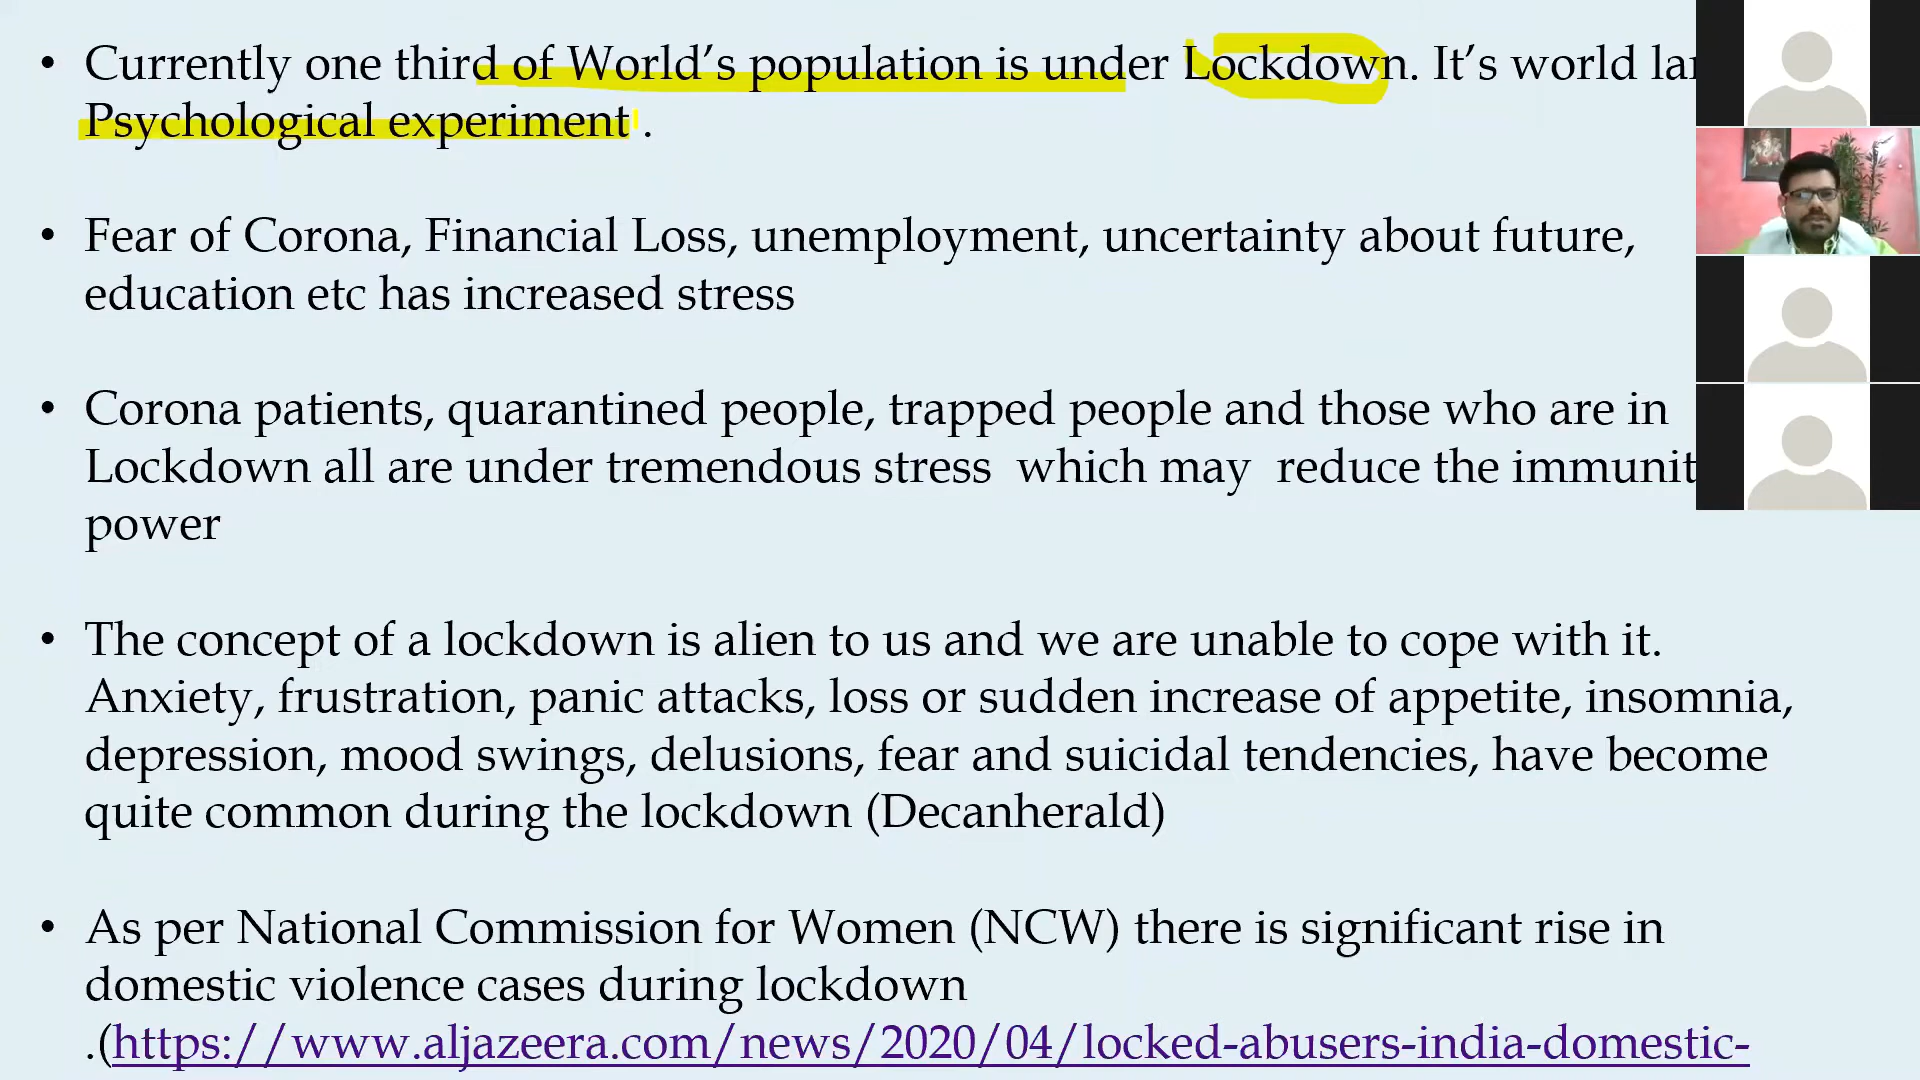 • Currently one third of World's population is under Lockdown. It's world
Psychological experiment .
• Fear of Corona, Financial Loss, unemployment, uncertainty about future,
education etc has increased stress
• Corona patients, quarantined people, trapped people and those who are in
Lockdown all are under tremendous stress which may reduce the
power
• The concept of a lockdown is alien to us and we are unable to cope with it.
Anxiety, frustration, panic attacks, loss or sudden increase of appetite, insomnia,
depression, mood swings, delusions, fear and suicidal tendencies, have become
quite common during the lockdown (Decanherald)
• As per National Commission for Women (NCW) there is significant rise in
domestic violence cases during lockdown
.(https://www.aljazeera.com/news/2020/04/locked-abusers-india-domestic-